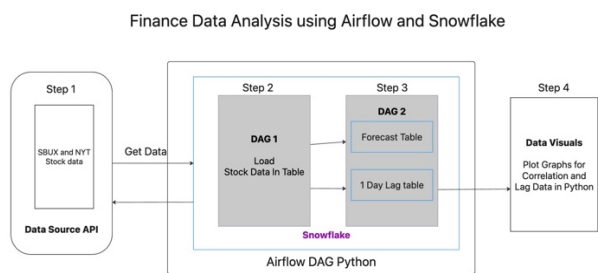 Finance Data Analysis using Airflow and Snowflake
Step 1
SBUX and NYT
Stock data
Data Source API
Get Data
Step 2
DAG 1
Load
Stock Data In Table
Step 3
DAG 2
Forecast Table
1 Day Lag table
Snowflake
Airflow DAG Python
Step 4
Data Visuals
Plot Graphs for
Correlation and
Lag Data in Python